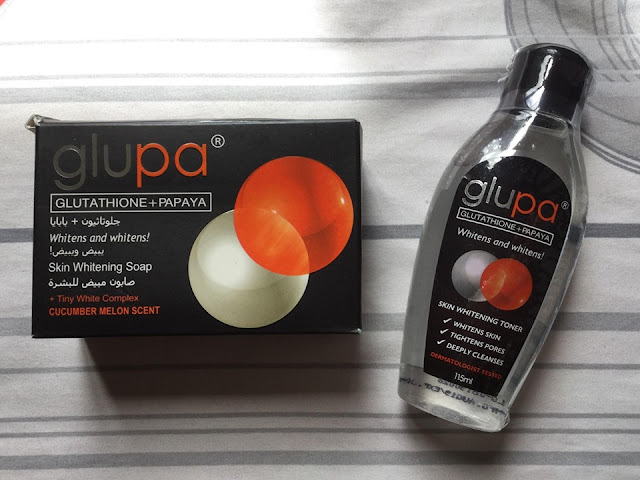 glupa®
GLUTATHIONE+PAPAYA
جلوتاثيون + بابايا
Whitens and whitens!
يبيض ويبيض!
Skin Whitening Soap
صابون مبيض للبشرة
+ Tiny White Complex
CUCUMBER MELON SCENT
glupa®
GLUTATHIONE+PAPAYA
Whitens and whitens!
SKIN WHITENING TONER
✓ WHITENS SKIN
✓ TIGHTENS PORES
✓ DEEPLY CLEANSES
DERMATOLOGIST TESTED
115ml